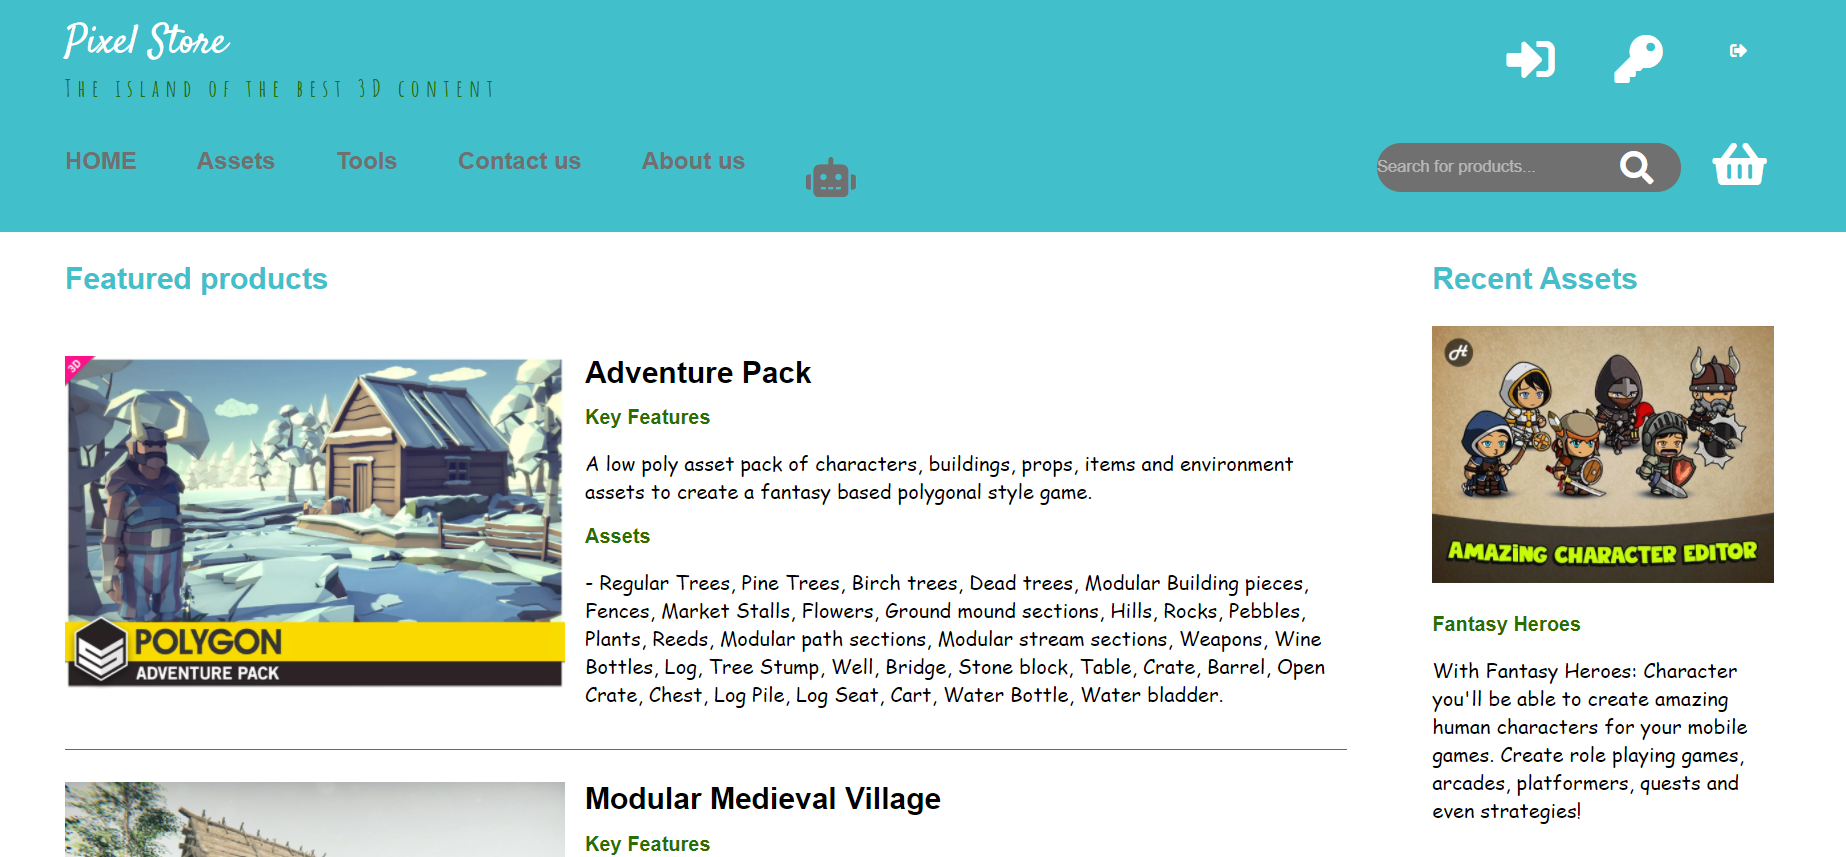 Pixel Store
The island of the best 3D content
HOME
Assets
Tools
Contact us
About us
Search for products...
Featured products
3D
POLYGON
ADVENTURE PACK
Adventure Pack
Key Features
A low poly asset pack of characters, buildings, props, items and environment
assets to create a fantasy based polygonal style game.
Assets
- Regular Trees, Pine Trees, Birch trees, Dead trees, Modular Building pieces,
Fences, Market Stalls, Flowers, Ground mound sections, Hills, Rocks, Pebbles,
Plants, Reeds, Modular path sections, Modular stream sections, Weapons, Wine
Bottles, Log, Tree Stump, Well, Bridge, Stone block, Table, Crate, Barrel, Open
Crate, Chest, Log Pile, Log Seat, Cart, Water Bottle, Water bladder.
Modular Medieval Village
Key Features
Recent Assets
H
AMAZING CHARACTER EDITOR
Fantasy Heroes
With Fantasy Heroes: Character
you'll be able to create amazing
human characters for your mobile
games. Create role playing games,
arcades, platformers, quests and
even strategies!